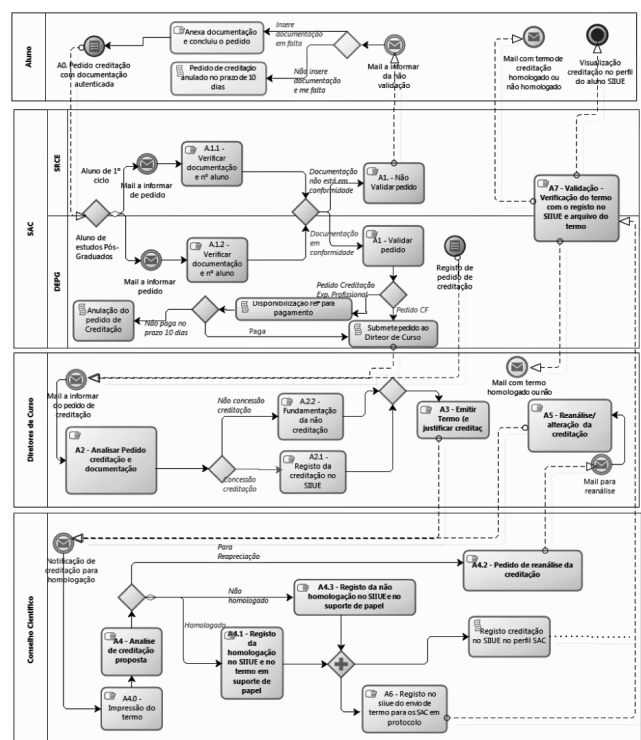 Aluno
A0. Pedido creditação
com documentação
autenticada
Anexa documentação
e concluiu o pedido
Pedido de creditação
anulado no prazo de 10
dias
Insere
documentação
em falta
Não insere
documentação
e me falta
Mail a informar
da não
validação
Mail com termo de
creditação
homologado ou
não homologado
Visualização
creditação no perfil
do aluno SIIUE
SAC
SRCE
DEPG
Aluno de 1º
ciclo
Mail a informar
de pedido
A.1.1 -
Verificar
documentação
e nº aluno
Documentação
não está em
conformidade
A1. - Não
Validar pedido
A7 - Validação -
Verificação do termo
com o registo no
SIIUE e arquivo do
termo
Aluno de
estudos Pós-
Graduados
Mail a informar
pedido
A.1.2 -
Verificar
documentação
e nº aluno
Documentação
em
conformidade
A1 - Validar
pedido
Registo de
pedido de
creditação
Pedido Creditação
Exp. Profissional
Pedido CF
Anulação do
pedido de
Creditação
Não paga no
prazo 10 dias
Disponibilização ref para
pagamento
Paga
Submete pedido ao
Dirteor de Curso
Diretores de Curso
Mail a informar
do pedido de
creditação
A2 - Analisar Pedido
creditação e
documentação
Não concessão
creditação
Concessão
creditação
A.2.2 -
Fundamentação
da não
creditação
A2.1 -
Registo da
creditação no
SIIUE
A3 - Emitir
Termo (e
justificar creditaç
Mail com termo
homologado ou não
A5 - Reanálise/
alteração da
creditação
Mail para
reanálise
Conselho Científico
Notificação de
creditação para
homologação
Para
Reapreciação
A4.2 - Pedido de reanálise da
creditação
Não
homologado
A4.3 - Registo da não
homologação no SIIUE e no
suporte de papel
Homologado
A4 - Analise
de creditação
proposta
A4.1 - Registo
da
homologação
no SIIUE e no
termo em
suporte de
papel
Registo creditação
no SIIUE no perfil SAC
A4.0 -
Impressão do
termo
A6 - Registo no
siiue do envio de
termo para os SAC em
protocolo